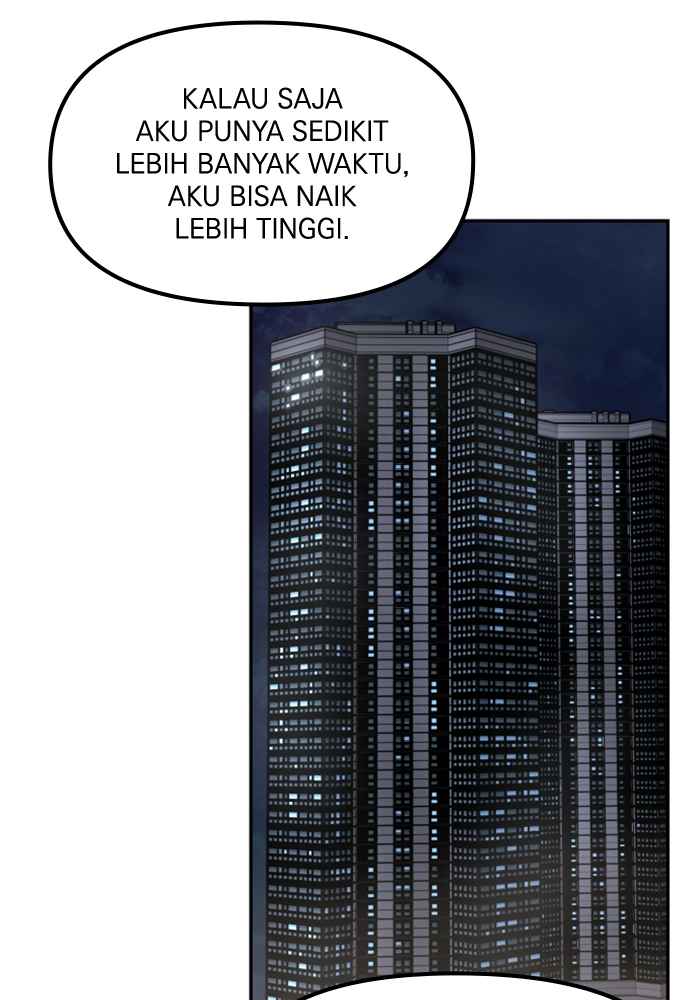 KALAU SAJA
AKU PUNYA SEDIKIT
LEBIH BANYAK WAKTU,
AKU BISA NAIK
LEBIH TINGGI.